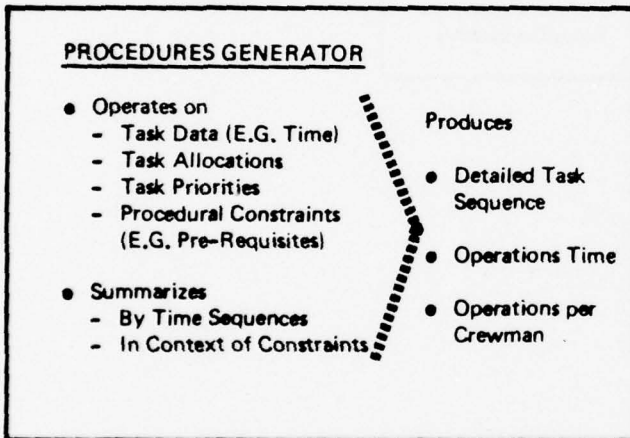 PROCEDURES GENERATOR
● Operates on
– Task Data (E.G. Time)
– Task Allocations
– Task Priorities
– Procedural Constraints
(E.G. Pre-Requisites)
● Summarizes
– By Time Sequences
– In Context of Constraints
Produces
● Detailed Task
Sequence
● Operations Time
● Operations per
Crewman